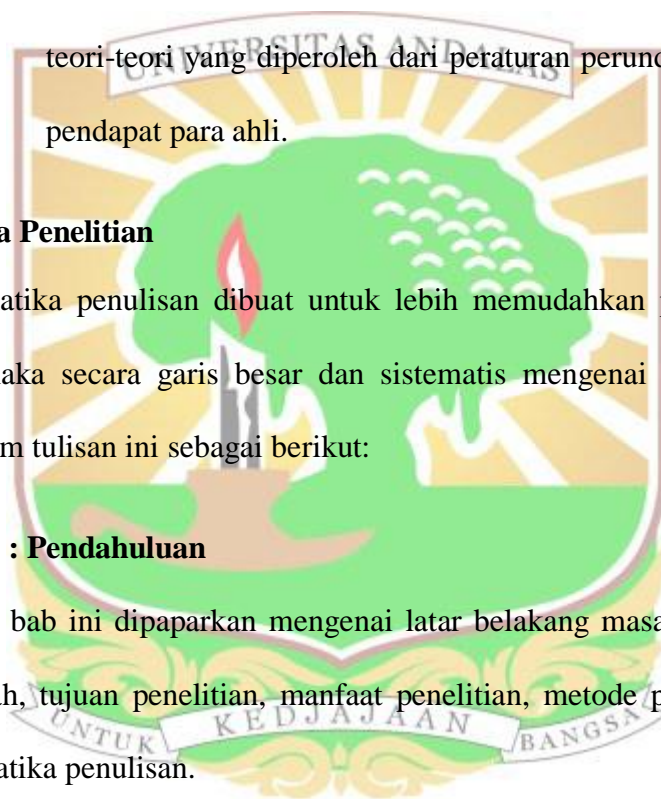 UNIVERSITAS ANDALAS
teori-teori yang diperoleh dari peraturan perund
pendapat para ahli.
a Penelitian
atika penulisan dibuat untuk lebih memudahkan p
aka secara garis besar dan sistematis mengenai
m tulisan ini sebagai berikut:
: Pendahuluan
bab ini dipaparkan mengenai latar belakang masa
h, tujuan penelitian, manfaat penelitian, metode p
UNTUK KEDJAJAAN BANGSA
atika penulisan.